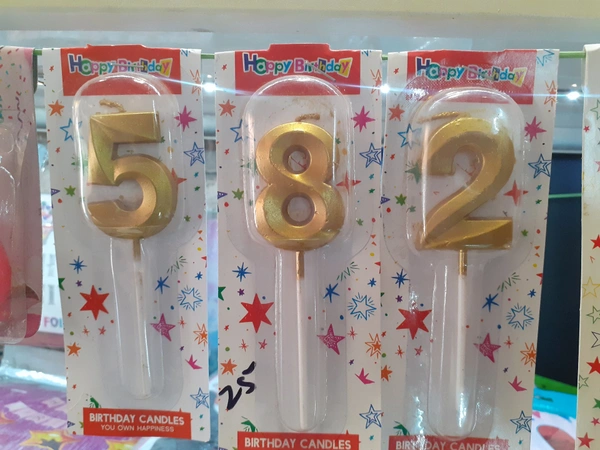 Happy Birthday
5
BIRTHDAY CANDLES
YOU OWN HAPPINESS
Happy Birthday
8
25
BIRTHDAY CANDLES
Happy Birthday
2
BIRTHDAY CANDLES
FO